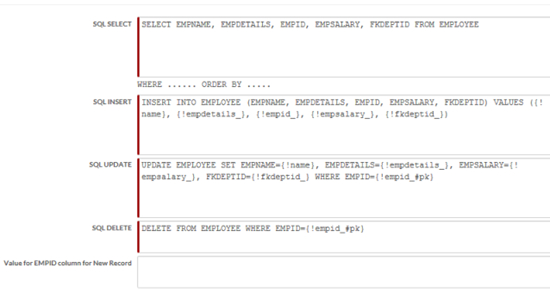 SQL SELECT
SELECT EMPNAME, EMPDETAILS, EMPID, EMPSALARY, FKDEPTID FROM EMPLOYEE
WHERE ...... ORDER BY .....
SQL INSERT
INSERT INTO EMPLOYEE (EMPNAME, EMPDETAILS, EMPID, EMPSALARY, FKDEPTID) VALUES ({!
name}, {!empdetails_}, {!empid_}, {!empsalary_}, {!fkdeptid_})
SQL UPDATE
UPDATE EMPLOYEE SET EMPNAME={!name}, EMPDETAILS={!empdetails_}, EMPSALARY={!
empsalary_}, FKDEPTID={!fkdeptid_} WHERE EMPID={!empid_#pk}
SQL DELETE
DELETE FROM EMPLOYEE WHERE EMPID={!empid_#pk}
Value for EMPID column for New Record